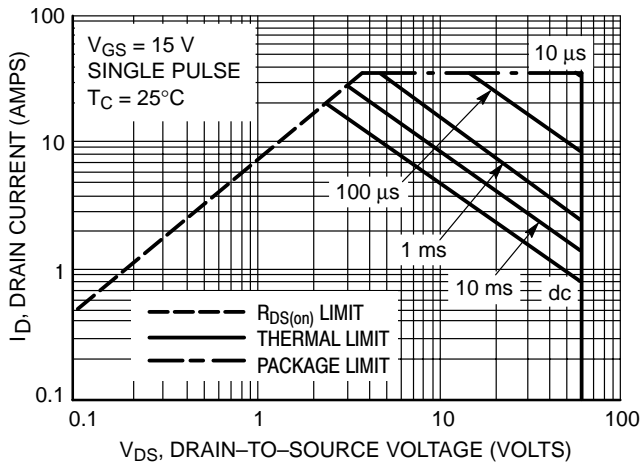 100
V_GS = 15 V
SINGLE PULSE
T_C = 25°C
10 µs
10
100 µs
1 ms
10 ms
dc
1
R_DS(on) LIMIT
THERMAL LIMIT
PACKAGE LIMIT
0.1
0.1
1
10
100
V_DS, DRAIN–TO–SOURCE VOLTAGE (VOLTS)
I_D, DRAIN CURRENT (AMPS)